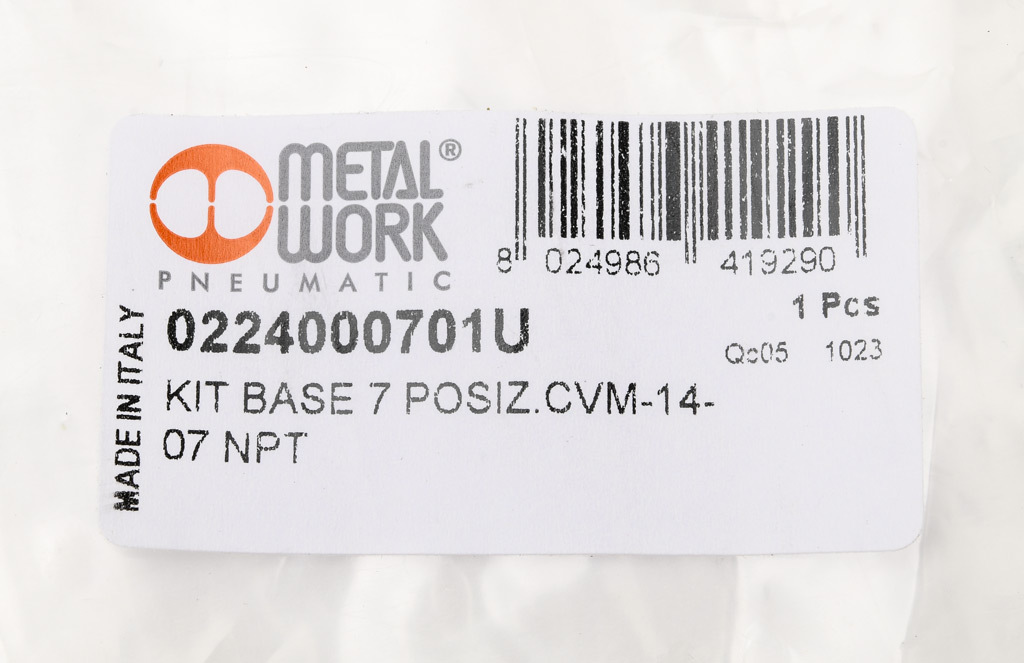 METAL®
WORK
PNEUMATIC
8 024986 419290
1 Pcs
0224000701U
Qc05 1023
KIT BASE 7 POSIZ.CVM-14-
07 NPT
MADE IN ITALY